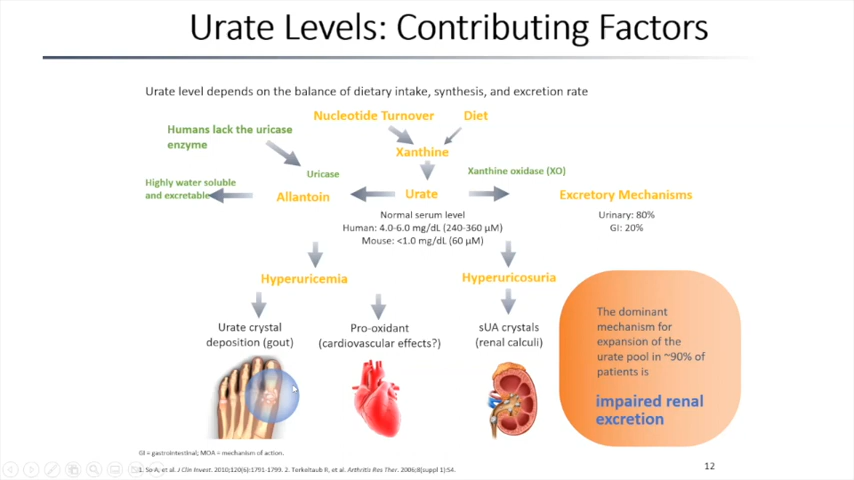 Urate Levels: Contributing Factors
Urate level depends on the balance of dietary intake, synthesis, and excretion rate
Nucleotide Turnover
Diet
Humans lack the uricase
enzyme
Xanthine
Uricase
Xanthine oxidase (XO)
Highly water soluble
and excretable
Allantoin
Urate
Excretory Mechanisms
Normal serum level
Human: 4.0-6.0 mg/dL (240-360 µM)
Mouse: <1.0 mg/dL (60 µM)
Urinary: 80%
GI: 20%
Hyperuricemia
Hyperuricosuria
Urate crystal
deposition (gout)
Pro-oxidant
(cardiovascular effects?)
sUA crystals
(renal calculi)
The dominant
mechanism for
expansion of the
urate pool in ~90% of
patients is
impaired renal
excretion
GI = gastrointestinal; MOA = mechanism of action.
1. So A, et al. J Clin Invest. 2010;120(6):1791-1799. 2. Terkeltaub R, et al. Arthritis Res Ther. 2006;8(suppl 1):S4.
12